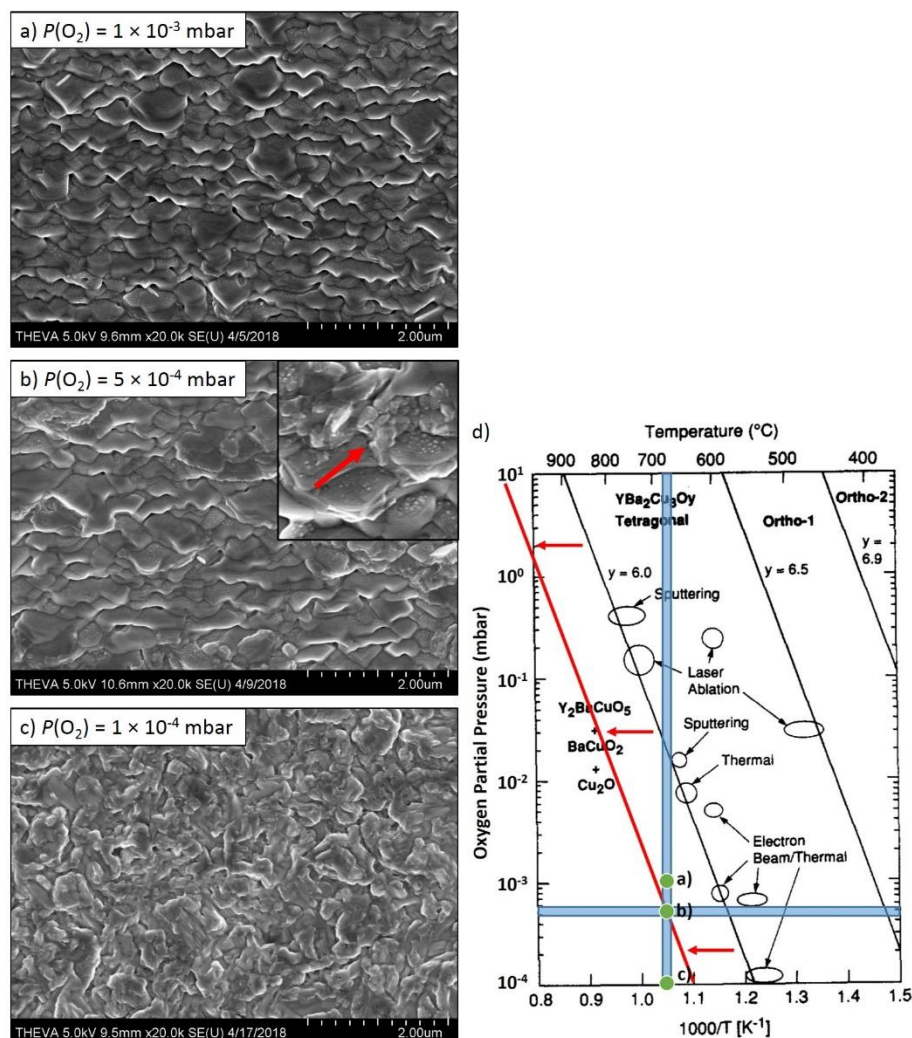 a) P(O₂) = 1 × 10⁻³ mbar
THEVA 5.0kV 9.6mm x20.0k SE(U) 4/5/2018 2.00um
b) P(O₂) = 5 × 10⁻⁴ mbar
THEVA 5.0kV 10.6mm x20.0k SE(U) 4/9/2018 2.00um
c) P(O₂) = 1 × 10⁻⁴ mbar
THEVA 5.0kV 9.5mm x20.0k SE(U) 4/17/2018 2.00um
d)
Temperature (°C)
900 800 700 600 500 400
Oxygen Partial Pressure (mbar)
10¹
10⁰
10⁻¹
10⁻²
10⁻³
10⁻⁴
YBa₂Cu₃Oy
Tetragonal
Ortho-1
Ortho-2
y = 6.0
y = 6.5
y =
6.9
Sputtering
Laser
Ablation
Y₂BaCuO₅
+
BaCuO₂
+
Cu₂O
Sputtering
Thermal
Electron
Beam/Thermal
a)
b)
c)
0.8 0.9 1.0 1.1 1.2 1.3 1.4 1.5
1000/T [K⁻¹]